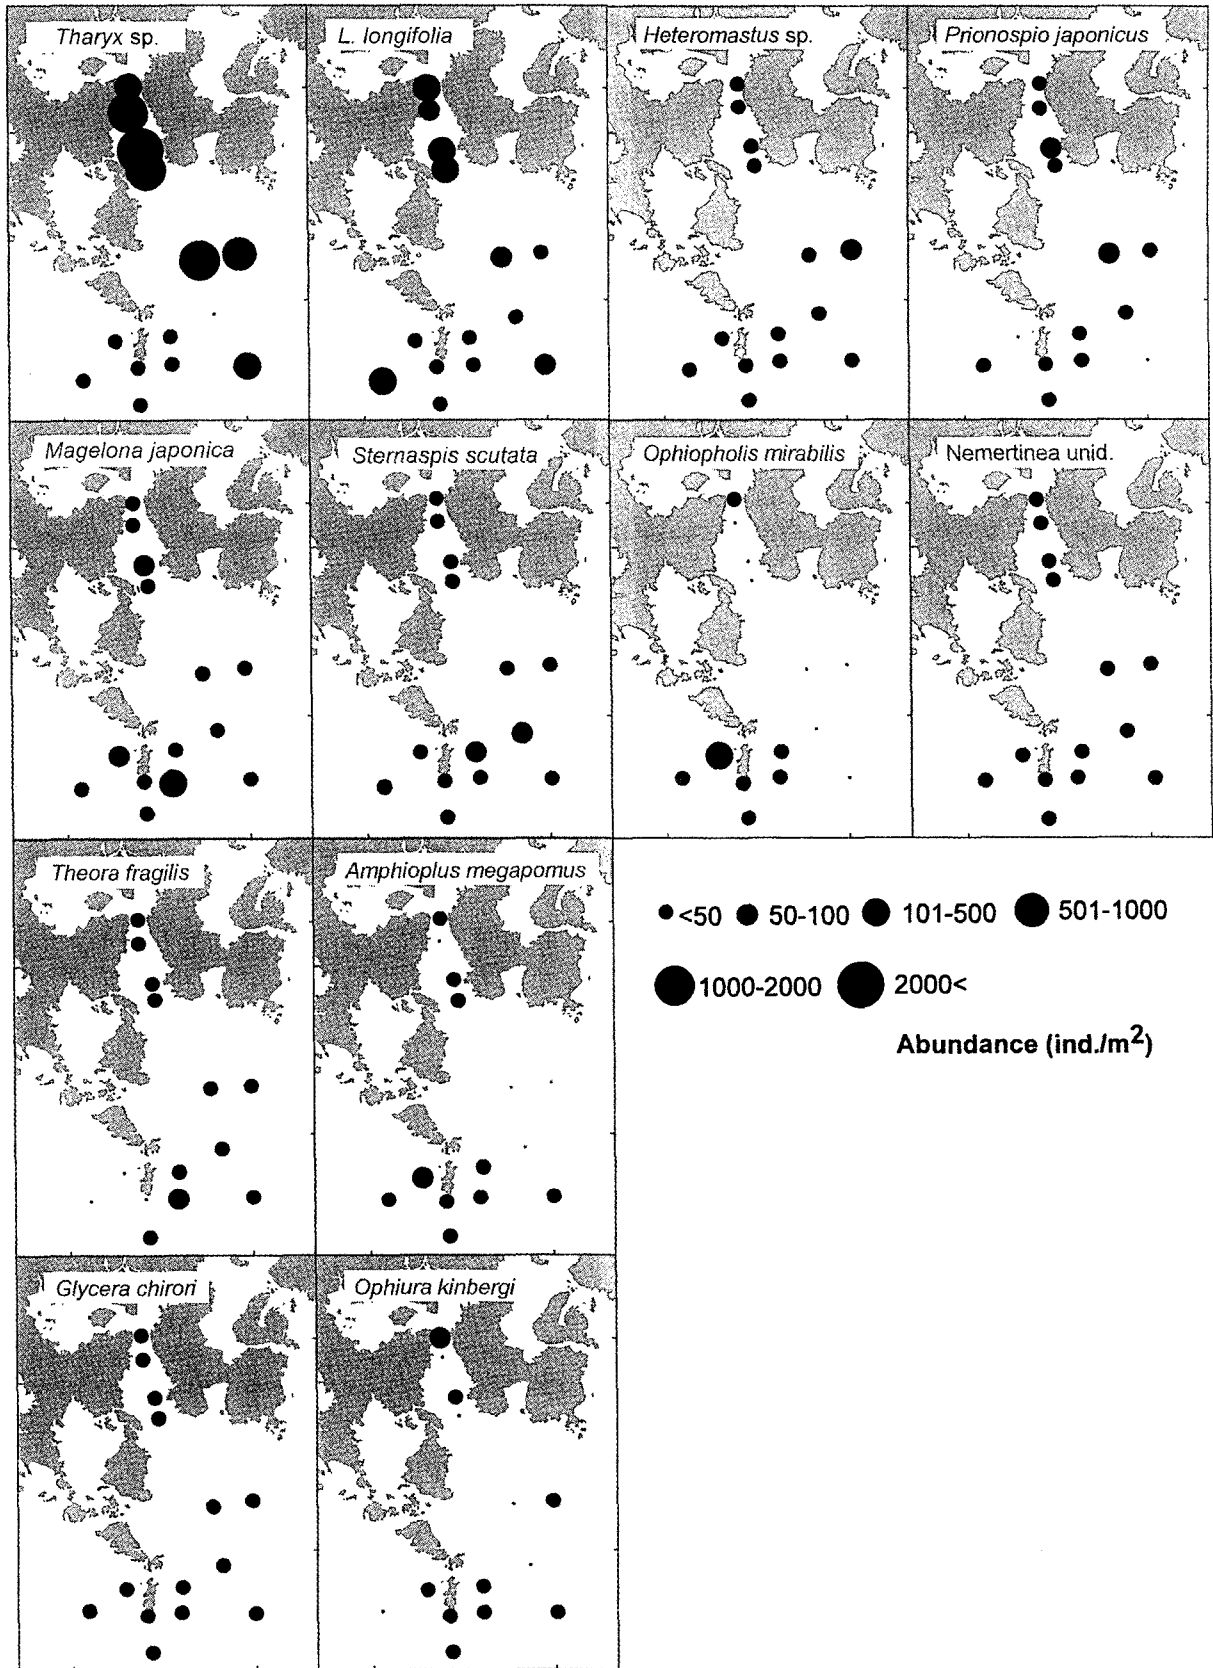 Tharyx sp.
L. longifolia
Heteromastus sp.
Prionospio japonicus
Magelona japonica
Sternaspis scutata
Ophiopholis mirabilis
Nemertinea unid.
Theora fragilis
Amphioplus megapomus
<50 50-100 101-500 501-1000
1000-2000 2000<
Abundance (ind./m²)
Glycera chirori
Ophiura kinbergi